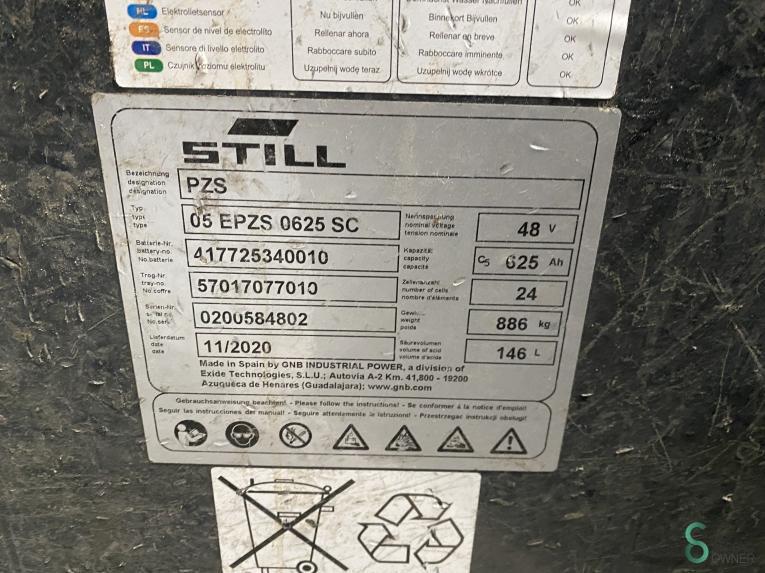 NL Elektrolietsensor Nu bijvullen Binnenkort Bijvullen OK
ES Sensor de nivel de electrolito Rellenar ahora Rellenar en breve OK
IT Sensore di livello elettrolito Rabboccare subito Rabboccare imminente OK
PL Czujnik poziomu elektrolitu Uzupełnij wodę teraz Uzupełnij wodę wkrótce OK
STILL
Bezeichnung
designation
désignation
PZS
Typ
type
type
05 EPZS 0625 SC
Nennspannung
nominal voltage
tension nominale
48 V
Batterie-Nr.
battery-no.
No.batterie
417725340010
Kapazität
capacity
capacité
C5 625 Ah
Trog-Nr.
tray-no.
No.coffre
57017077010
Zellenanzahl
number of cells
nombre d'éléments
24
Serien-Nr.
No.seri.
0200584802
weight
poids
886 kg
Lieferdatum
date
date
11/2020
Säurevolumen
volume of acid
volume d'acide
146 L
Made in Spain by GNB INDUSTRIAL POWER, a division of
Exide Technologies, S.L.U.; Autovia A-2 Km. 41,800 - 19200
Azuqueca de Henares (Guadalajara); www.gnb.com
Gebrauchsanweisung beachten! - Please follow the instructions! - Se conformer à la notice d'emploi!
Seguir las instrucciones del manual! - Seguire attentamente le istruzioni! - Przestrzegac instrukcji obslugi!
OWNER